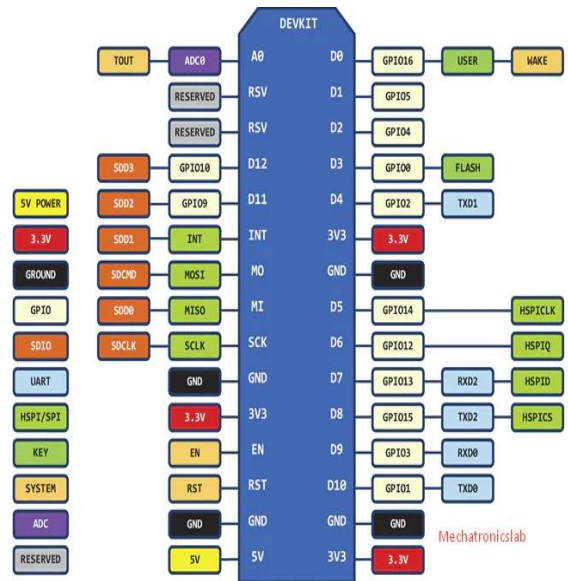 DEVKIT
TOUT ADC0 A0 D0 GPIO16 USER WAKE
RESERVED RSV D1 GPIO5
RESERVED RSV D2 GPIO4
SDD3 GPIO10 D12 D3 GPIO0 FLASH
5V POWER SDD2 GPIO9 D11 D4 GPIO2 TXD1
3.3V SDD1 INT INT 3V3 3.3V
GROUND SDCMD MOSI MO GND GND
GPIO SDD0 MISO MI D5 GPIO14 HSPICLK
SDIO SDCLK SCLK SCK D6 GPIO12 HSPIQ
UART GND GND D7 GPIO13 RXD2 HSPID
HSPI/SPI 3.3V 3V3 D8 GPIO15 TXD2 HSPICS
KEY EN EN D9 GPIO3 RXD0
SYSTEM RST RST D10 GPIO1 TXD0
ADC GND GND GND GND
Mechatronicslab
RESERVED 5V 5V 3V3 3.3V